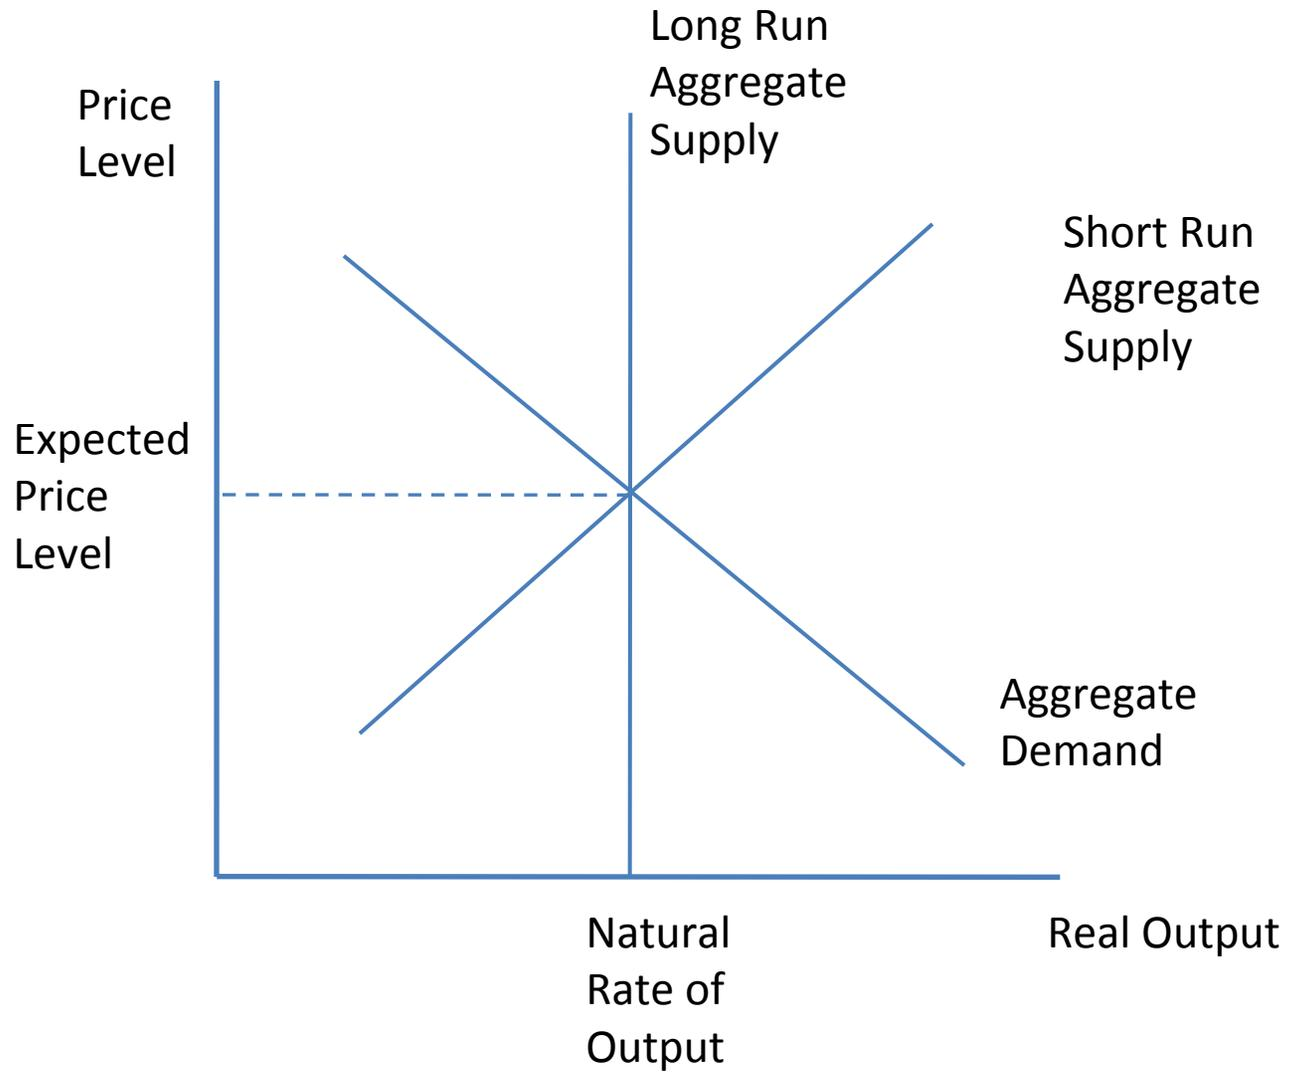 Long Run
Aggregate
Supply
Price
Level
Short Run
Aggregate
Supply
Expected
Price
Level
Aggregate
Demand
Natural
Rate of
Output
Real Output